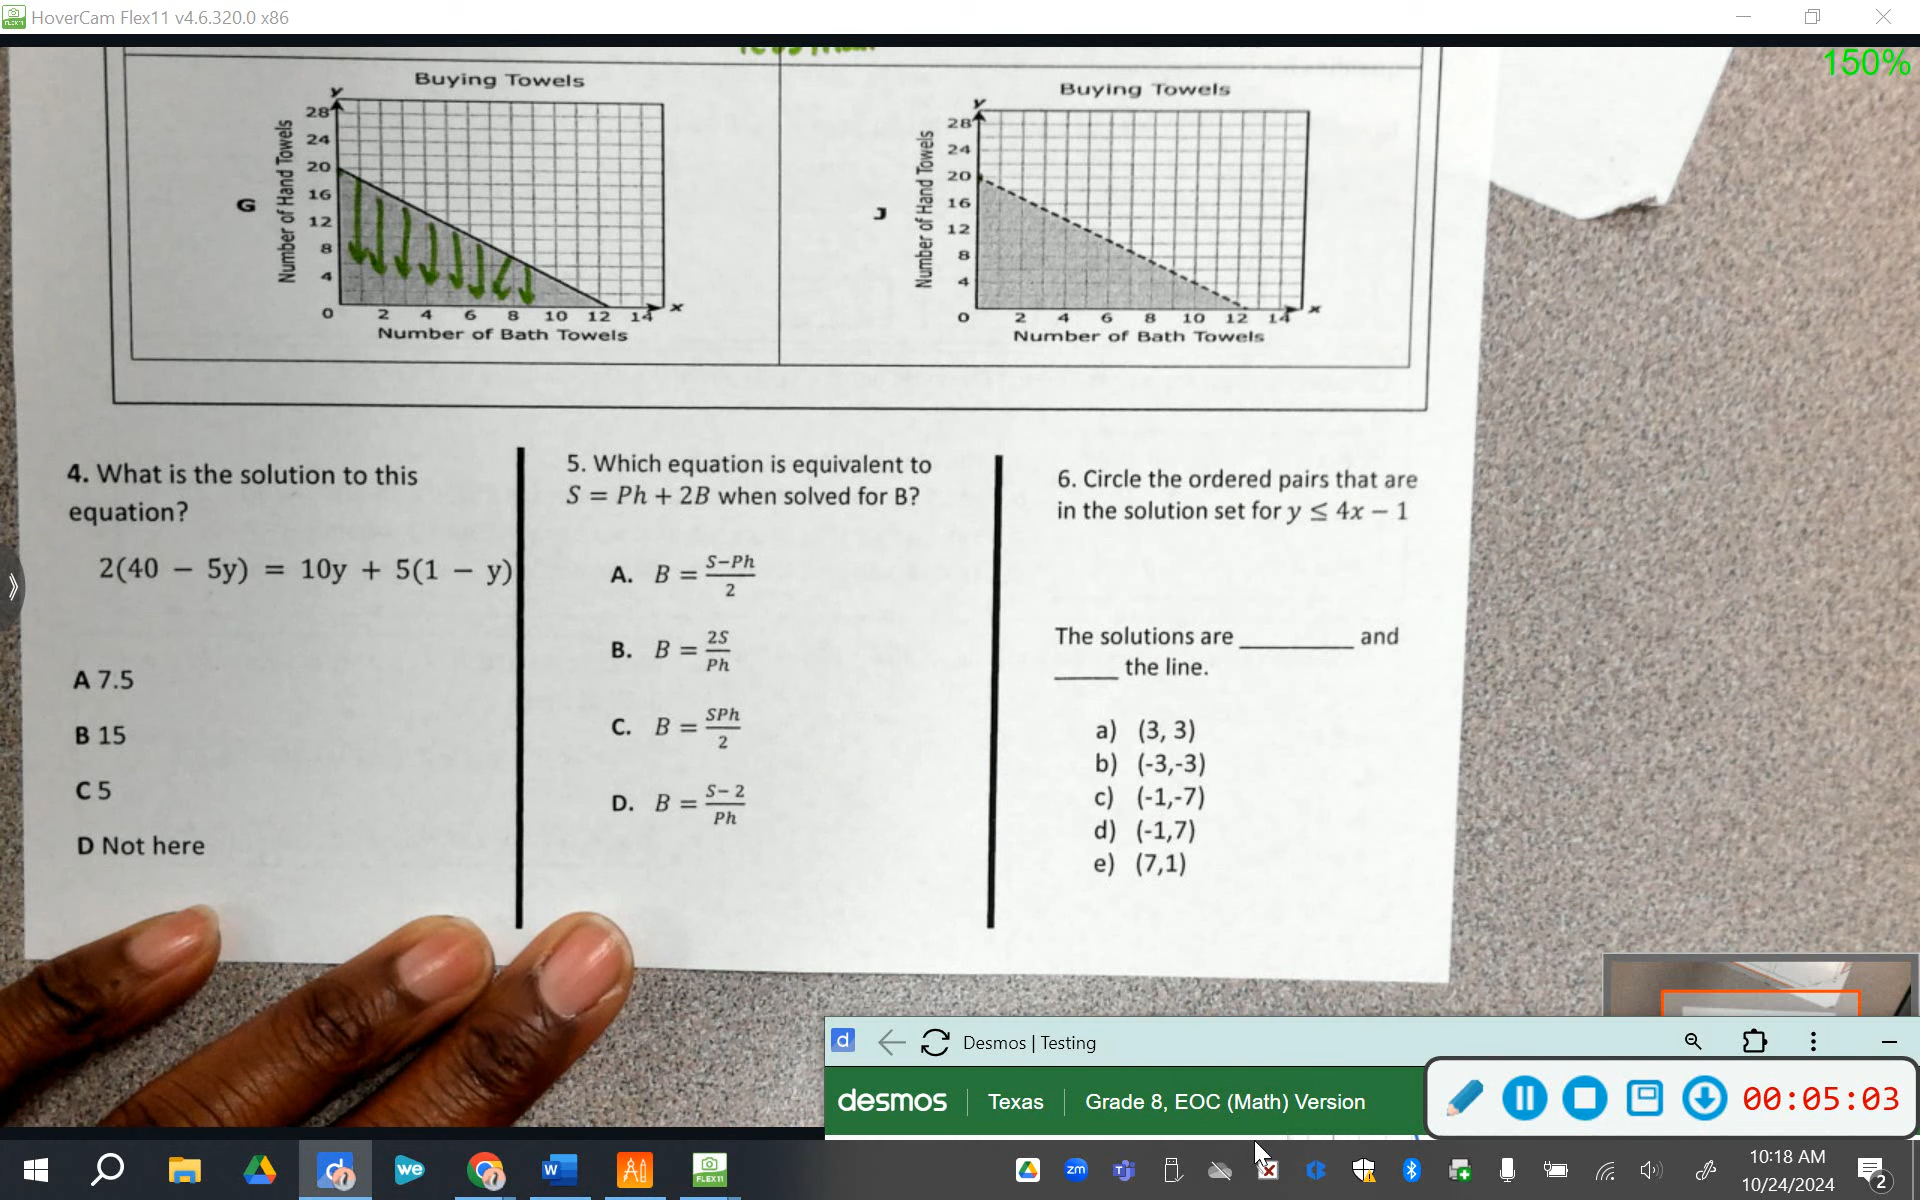 HoverCam Flex11 v4.6.320.0 x86
150%
Buying Towels
y
28
24
20
16
12
8
4
0
2 4 6 8 10 12 14
x
Number of Hand Towels
Number of Bath Towels
G
Buying Towels
y
28
24
20
16
12
8
4
0
2 4 6 8 10 12 14
x
Number of Hand Towels
Number of Bath Towels
J
4. What is the solution to this
equation?
2(40 − 5y) = 10y + 5(1 − y)
A 7.5
B 15
C 5
D Not here
5. Which equation is equivalent to
S = Ph + 2B when solved for B?
A. B = S−Ph / 2
B. B = 2S / Ph
C. B = SPh / 2
D. B = S− 2 / Ph
6. Circle the ordered pairs that are
in the solution set for y ≤ 4x − 1
The solutions are _________ and
_____ the line.
a) (3, 3)
b) (-3,-3)
c) (-1,-7)
d) (-1,7)
e) (7,1)
Desmos | Testing
desmos Texas Grade 8, EOC (Math) Version
00:05:03
10:18 AM
10/24/2024
2